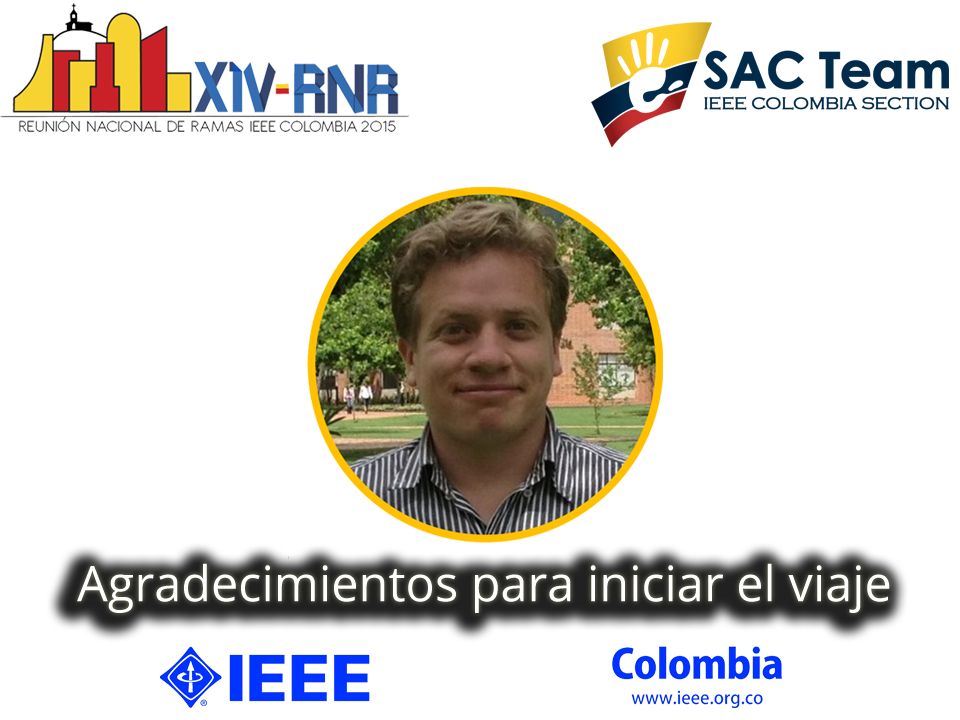 XIV-RNR
REUNIÓN NACIONAL DE RAMAS IEEE COLOMBIA 2015
SAC Team
IEEE COLOMBIA SECTION
Agradecimientos para iniciar el viaje
IEEE
®
Colombia
www.ieee.org.co